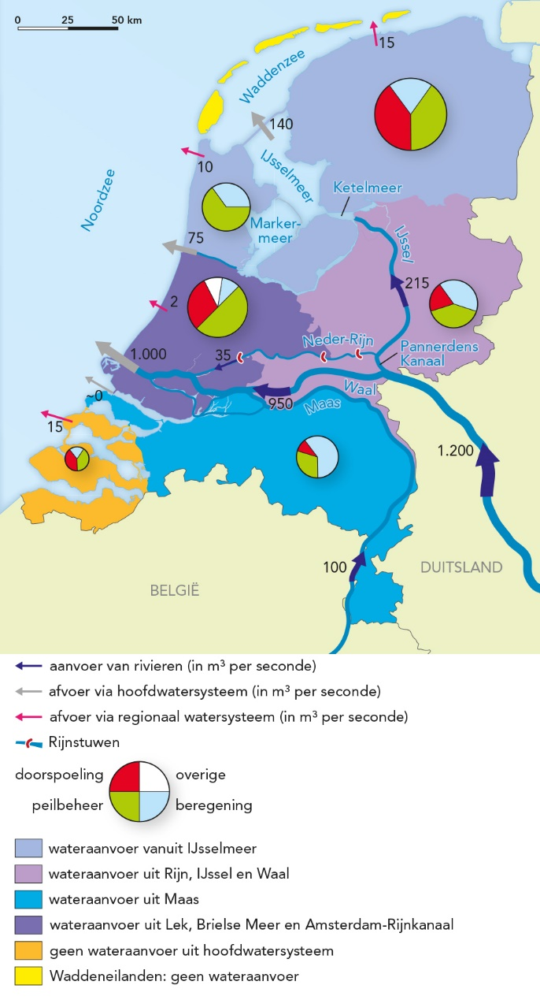 0 25 50 km
15
Waddenzee
140
10
IJsselmeer
Noordzee
Ketelmeer
Marker-
meer
75
IJssel
215
2
Neder-Rijn
Pannerdens
Kanaal
1.000
35
Waal
950
Maas
~0
15
1.200
100
DUITSLAND
BELGIË
aanvoer van rivieren (in m³ per seconde)
afvoer via hoofdwatersysteem (in m³ per seconde)
afvoer via regionaal watersysteem (in m³ per seconde)
Rijnstuwen
doorspoeling overige
peilbeheer beregening
wateraanvoer vanuit IJsselmeer
wateraanvoer uit Rijn, IJssel en Waal
wateraanvoer uit Maas
wateraanvoer uit Lek, Brielse Meer en Amsterdam-Rijnkanaal
geen wateraanvoer uit hoofdwatersysteem
Waddeneilanden: geen wateraanvoer